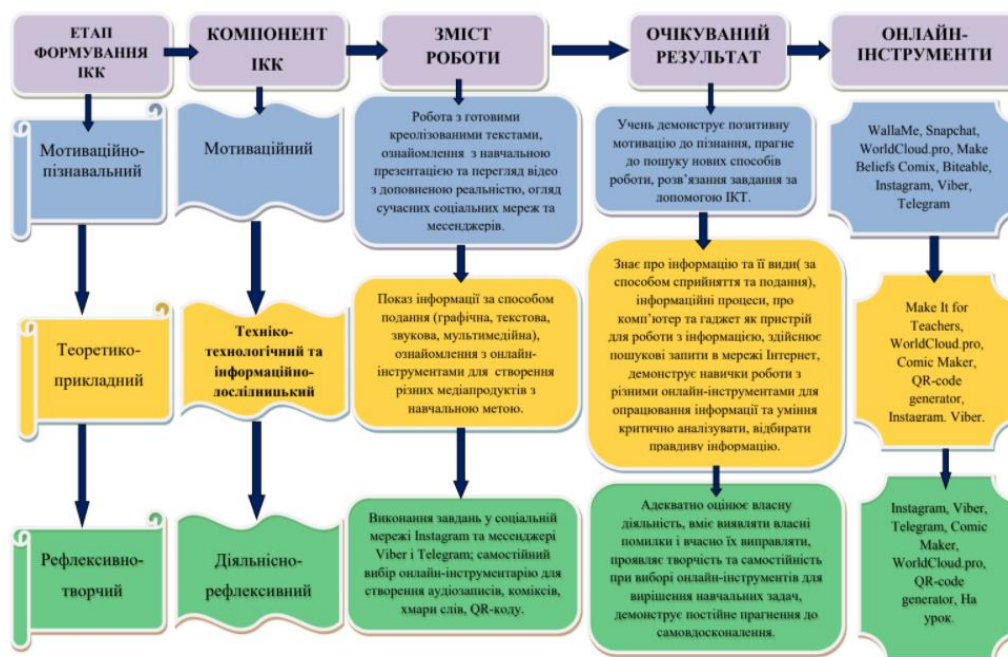 ЕТАП
ФОРМУВАННЯ
ІКК
КОМПОНЕНТ
ІКК
ЗМІСТ
РОБОТИ
ОЧІКУВАНИЙ
РЕЗУЛЬТАТ
ОНЛАЙН-
ІНСТРУМЕНТИ
Мотиваційно-
пізнавальний
Мотиваційний
Робота з готовими
креолізованими текстами,
ознайомлення з навчальною
презентацією та перегляд відео
з доповненою реальністю, огляд
сучасних соціальних мереж та
месенджерів.
Учень демонструє позитивну
мотивацію до пізнання, прагне
до пошуку нових способів
роботи, розв’язання завдання за
допомогою ІКТ.
WallaMe, Snapchat,
WorldCloud.pro, Make
Beliefs Comix, Biteable,
Instagram, Viber,
Telegram
Теоретико-
прикладний
Техніко-
технологічний та
інформаційно-
дослідницький
Показ інформації за способом
подання (графічна, текстова,
звукова, мультимедійна),
ознайомлення з онлайн-
інструментами для створення
різних медіапродуктів з
навчальною метою.
Знає про інформацію та її види( за
способом сприйняття та подання),
інформаційні процеси, про
комп’ютер та гаджет як пристрій
для роботи з інформацією, здійснює
пошукові запити в мережі Інтернет,
демонструє навички роботи з
різними онлайн-інструментами для
опрацювання інформації та уміння
критично аналізувати, відбирати
правдиву інформацію.
Make It for
Teachers,
WorldCloud.pro,
Comic Maker,
QR-code
generator,
Instagram, Viber,
Рефлексивно-
творчий
Діяльнісно-
рефлексивний
Виконання завдань у соціальній
мережі Instagram та месенджері
Viber і Telegram; самостійний
вибір онлайн-інструментарію для
створення аудіозаписів, коміксів,
хмари слів, QR-коду.
Адекватно оцінює власну
діяльність, вміє виявляти власні
помилки і вчасно їх виправляти,
проявляє творчість та самостійність
при виборі онлайн-інструментів для
вирішення навчальних задач,
демонструє постійне прагнення до
самовдосконалення.
Instagram, Viber,
Telegram, Comic
Maker,
WorldCloud.pro,
QR-code
generator, На
урок.